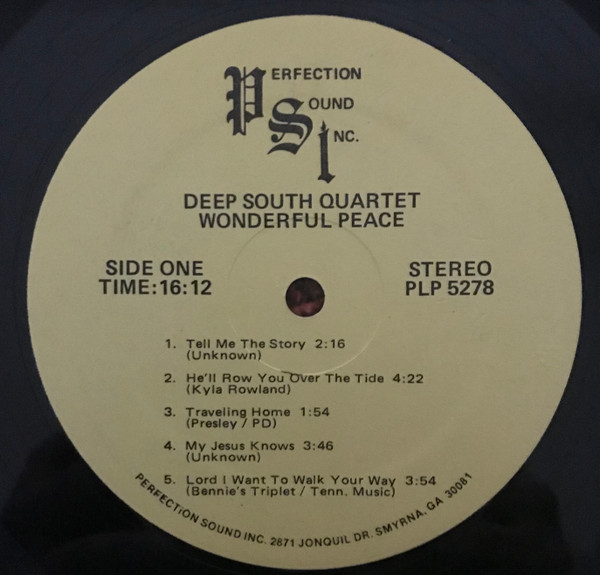 PERFECTION
SOUND
INC.
DEEP SOUTH QUARTET
WONDERFUL PEACE
SIDE ONE
TIME:16:12
STEREO
PLP 5278
1. Tell Me The Story 2:16
(Unknown)
2. He'll Row You Over The Tide 4:22
(Kyla Rowland)
3. Traveling Home 1:54
(Presley / PD)
4. My Jesus Knows 3:46
(Unknown)
5. Lord I Want To Walk Your Way 3:54
(Bennie's Triplet / Tenn. Music)
PERFECTION SOUND INC. 2871 JONQUIL DR. SMYRNA, GA 30081